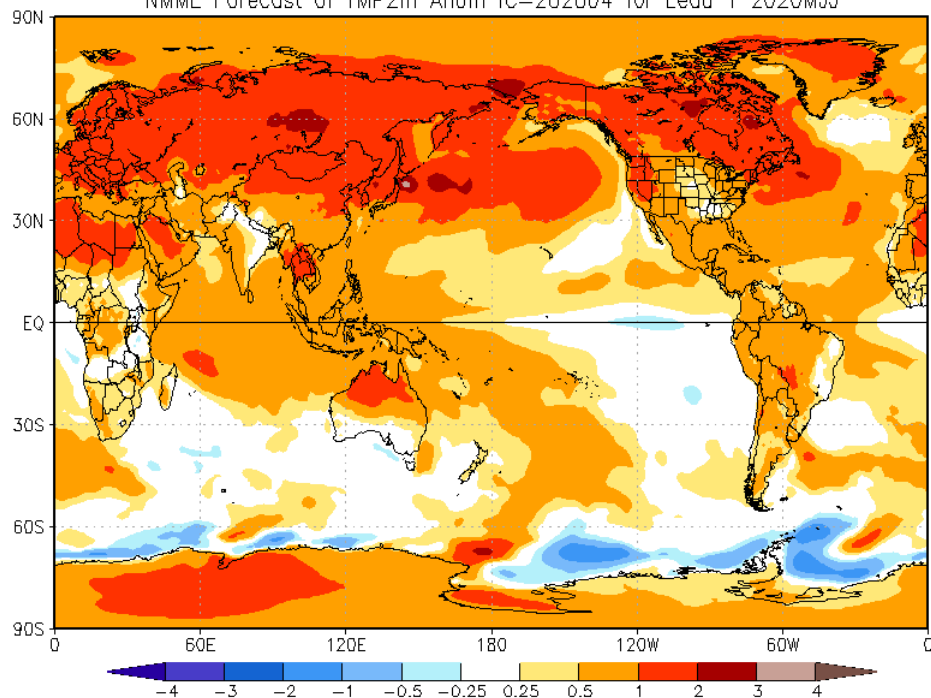 NMME Forecast of TMP2m Anom IC=202004 for Lead 1 2020MJJ
90N
60N
30N
EQ
30S
60S
90S
0 60E 120E 180 120W 60W 0
-4 -3 -2 -1 -0.5 -0.25 0.25 0.5 1 2 3 4